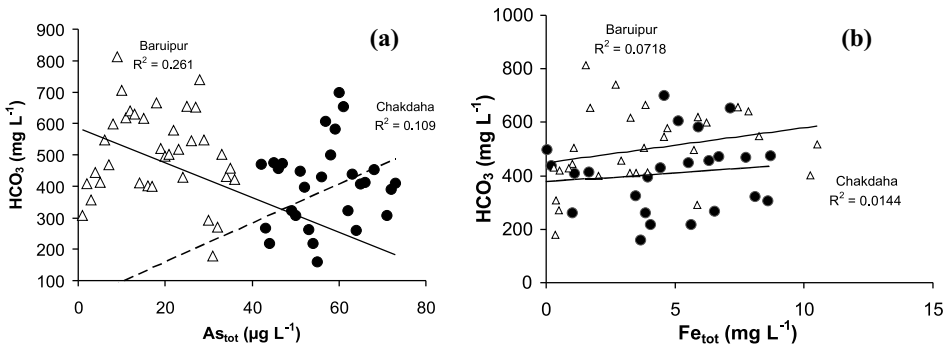 (a)
Baruipur
R² = 0.261
Chakdaha
R² = 0.109
HCO₃ (mg L⁻¹)
900
800
700
600
500
400
300
200
100
0
20
40
60
80
As_tot (µg L⁻¹)
(b)
Baruipur
R² = 0.0718
Chakdaha
R² = 0.0144
HCO₃ (mg L⁻¹)
1000
800
600
400
200
0
0
5
10
15
Fe_tot (mg L⁻¹)